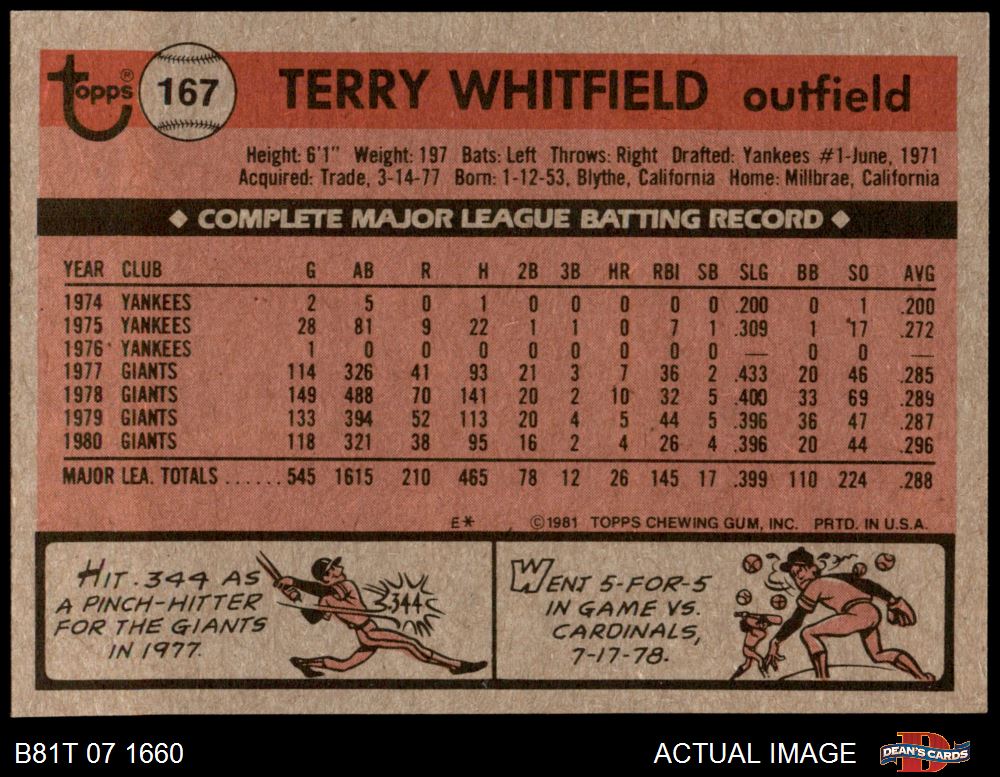 topps® 167 TERRY WHITFIELD outfield
Height: 6'1" Weight: 197 Bats: Left Throws: Right Drafted: Yankees #1-June, 1971
Acquired: Trade, 3-14-77 Born: 1-12-53, Blythe, California Home: Millbrae, California
◆ COMPLETE MAJOR LEAGUE BATTING RECORD ◆
YEAR CLUB G AB R H 2B 3B HR RBI SB SLG BB SO AVG
1974 YANKEES 2 5 0 1 0 0 0 0 0 .200 0 1 .200
1975 YANKEES 28 81 9 22 1 1 0 7 1 .309 1 17 .272
1976 YANKEES 1 0 0 0 0 0 0 0 0 — 0 0 —
1977 GIANTS 114 326 41 93 21 3 7 36 2 .433 20 46 .285
1978 GIANTS 149 488 70 141 20 2 10 32 5 .400 33 69 .289
1979 GIANTS 133 394 52 113 20 4 5 44 5 .396 36 47 .287
1980 GIANTS 118 321 38 95 16 2 4 26 4 .396 20 44 .296
MAJOR LEA. TOTALS ...... 545 1615 210 465 78 12 26 145 17 .399 110 224 .288
E* ©1981 TOPPS CHEWING GUM, INC. PRTD. IN U.S.A.
HIT .344 AS
A PINCH-HITTER
FOR THE GIANTS
IN 1977.
.344
WENT 5-FOR-5
IN GAME VS.
CARDINALS,
7-17-78.
B81T 07 1660 ACTUAL IMAGE DEAN'S CARDS